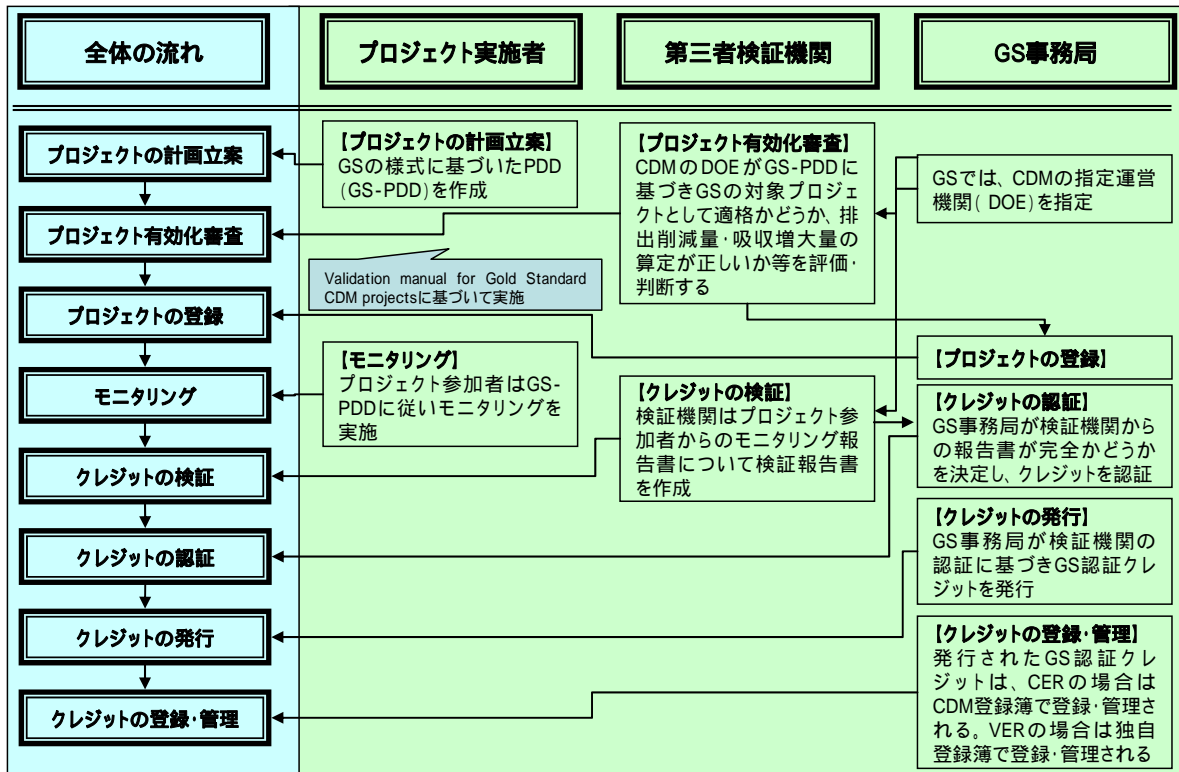 全体の流れ
プロジェクト実施者
第三者検証機関
GS事務局
プロジェクトの計画立案
プロジェクト有効化審査
プロジェクトの登録
モニタリング
クレジットの検証
クレジットの認証
クレジットの発行
クレジットの登録・管理
【プロジェクトの計画立案】
GSの様式に基づいたPDD
(GS-PDD)を作成
Validation manual for Gold Standard
CDM projectsに基づいて実施
【モニタリング】
プロジェクト参加者はGS-
PDDに従いモニタリングを
実施
【プロジェクト有効化審査】
CDMのDOEがGS-PDDに
基づきGSの対象プロジェ
クトとして適格かどうか、排
出削減量・吸収増大量の
算定が正しいか等を評価・
判断する
【クレジットの検証】
検証機関はプロジェクト参
加者からのモニタリング報
告書について検証報告書
を作成
GSでは、CDMの指定運営
機関( DOE)を指定
【プロジェクトの登録】
【クレジットの認証】
GS事務局が検証機関から
の報告書が完全かどうか
を決定し、クレジットを認証
【クレジットの発行】
GS事務局が検証機関の
認証に基づきGS認証クレ
ジットを発行
【クレジットの登録・管理】
発行されたGS認証クレ
ジットは、CERの場合は
CDM登録簿で登録・管理さ
れる。VERの場合は独自
登録簿で登録・管理される